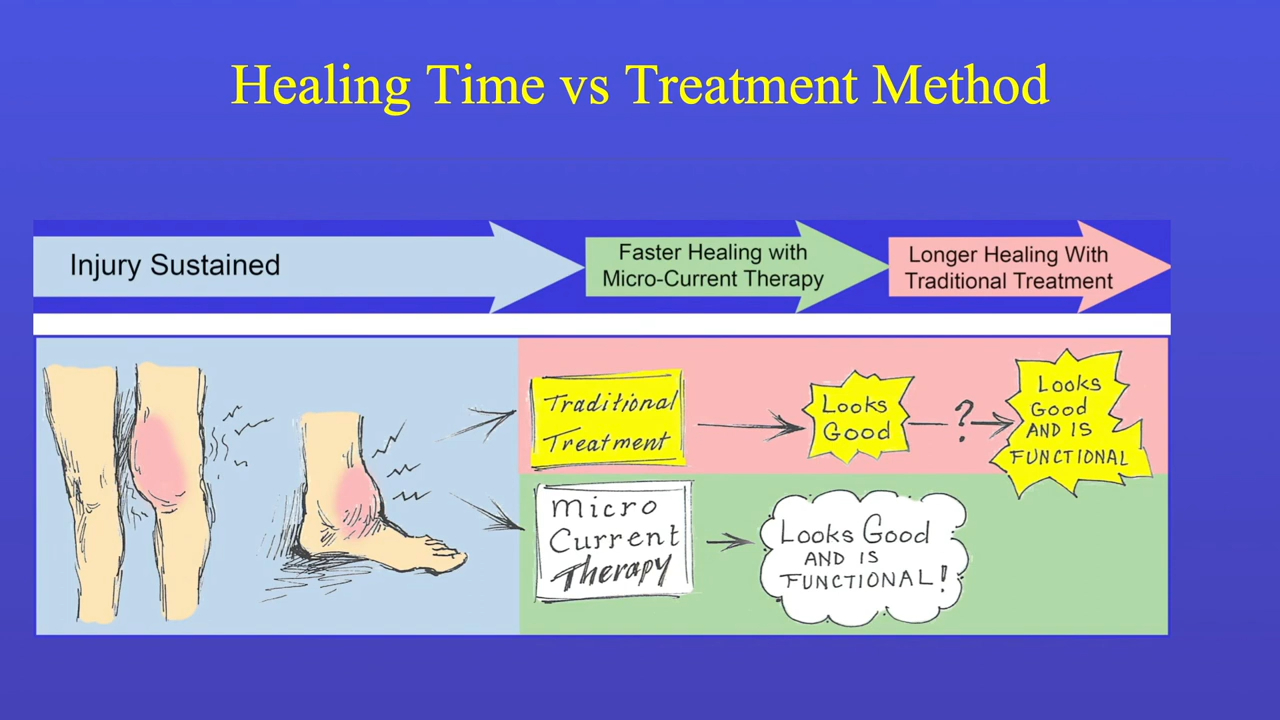 Healing Time vs Treatment Method
Injury Sustained
Faster Healing with
Micro-Current Therapy
Longer Healing With
Traditional Treatment
Traditional
Treatment
Looks
Good
?
Looks
Good
AND IS
FUNCTIONAL
Micro
Current
Therapy
Looks Good
AND IS
FUNCTIONAL!